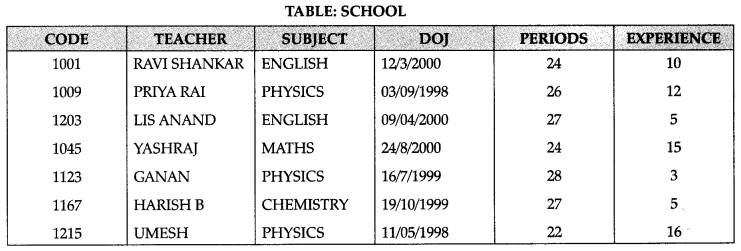 TABLE: SCHOOL
CODE TEACHER SUBJECT DOJ PERIODS EXPERIENCE
1001 RAVI SHANKAR ENGLISH 12/3/2000 24 10
1009 PRIYA RAI PHYSICS 03/09/1998 26 12
1203 LIS ANAND ENGLISH 09/04/2000 27 5
1045 YASHRAJ MATHS 24/8/2000 24 15
1123 GANAN PHYSICS 16/7/1999 28 3
1167 HARISH B CHEMISTRY 19/10/1999 27 5
1215 UMESH PHYSICS 11/05/1998 22 16